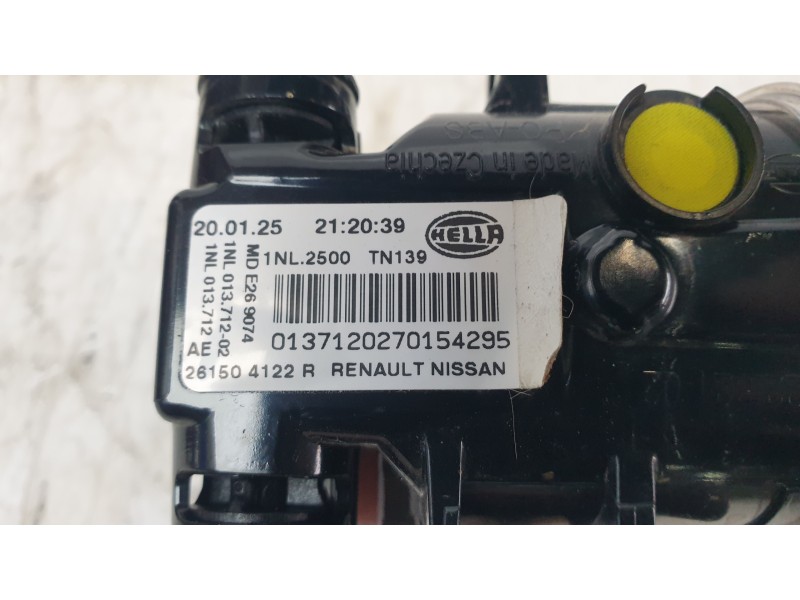 Made in Czechia
20.01.25 21:20:39 HELLA
1NL.2500 TN139
MD E26 9074
1NL 013.712-02
1NL 013.712 AE
0137120270154295
26150 4122 R RENAULT NISSAN